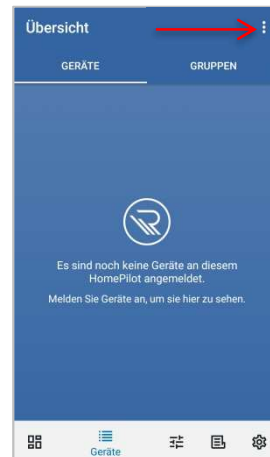 Übersicht
GERÄTE GRUPPEN
Es sind noch keine Geräte an diesem
HomePilot angemeldet.
Melden Sie Geräte an, um sie hier zu sehen.
Geräte